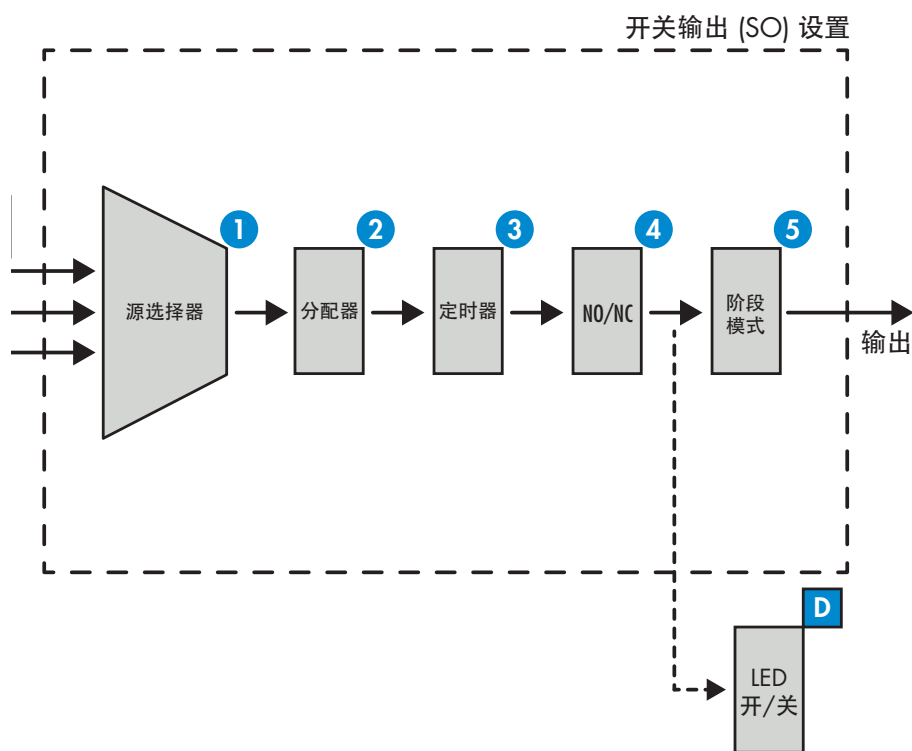 开关输出 (SO) 设置
1
2
3
4
5
源选择器
分配器
定时器
NO/NC
阶段
模式
输出
D
LED
开/关